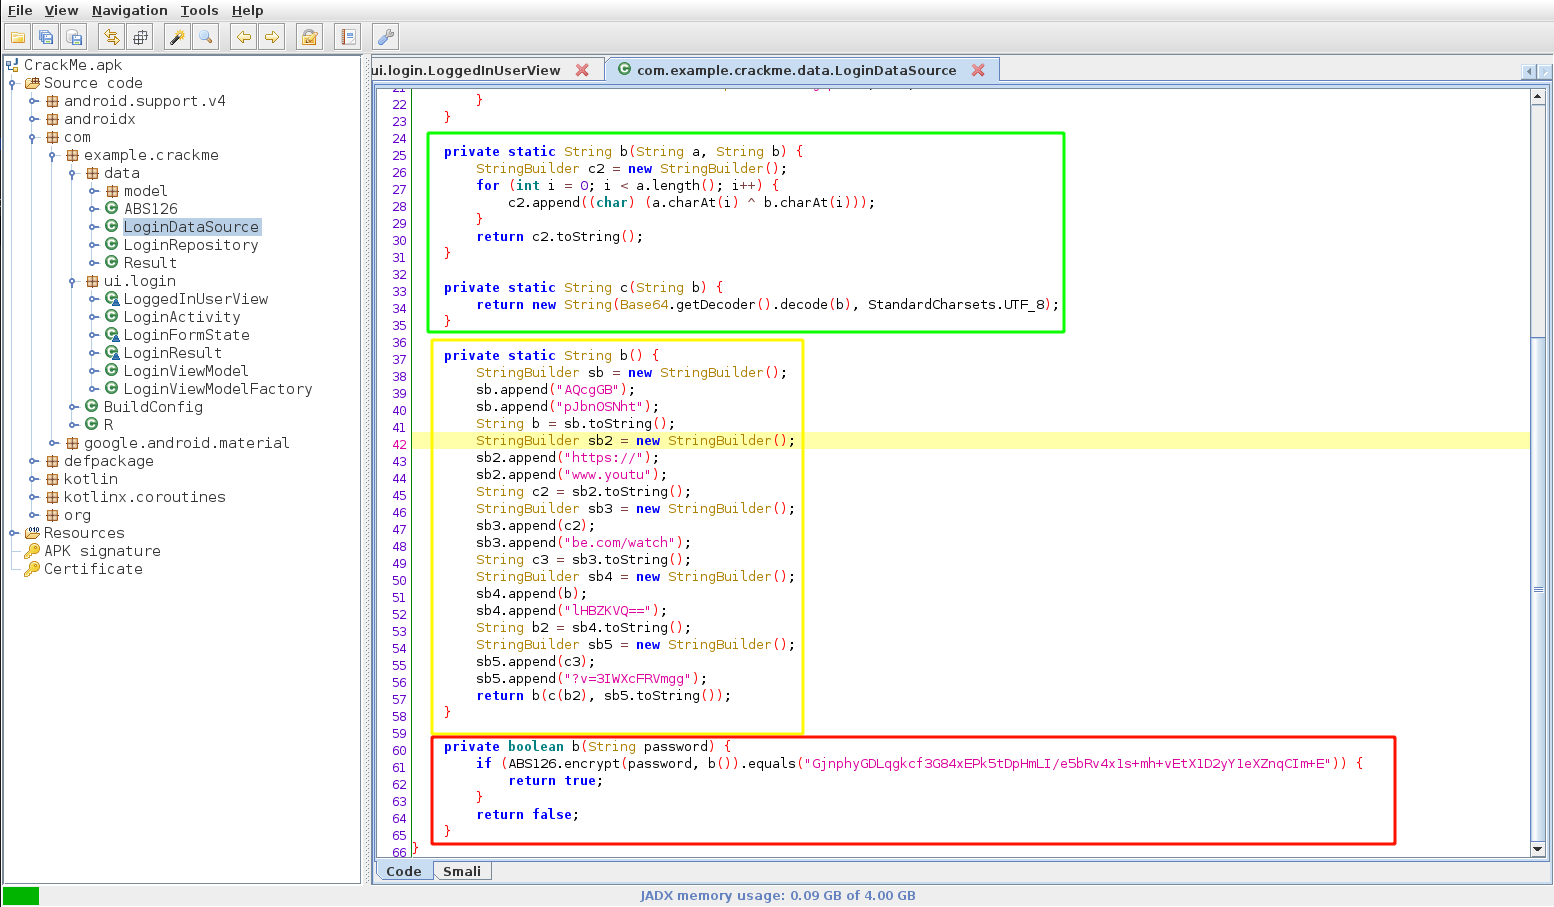 File View Navigation Tools Help
CrackMe.apk
Source code
android.support.v4
androidx
com
example.crackme
data
model
ABS126
LoginDataSource
LoginRepository
Result
ui.login
LoggedInUserView
LoginActivity
LoginFormState
LoginResult
LoginViewModel
LoginViewModelFactory
BuildConfig
R
google.android.material
defpackage
kotlin
kotlinx.coroutines
org
Resources
APK signature
Certificate
ui.login.LoggedInUserView com.example.crackme.data.LoginDataSource
21
22 }
23 }
24
25 private static String b(String a, String b) {
26 StringBuilder c2 = new StringBuilder();
27 for (int i = 0; i < a.length(); i++) {
28 c2.append((char) (a.charAt(i) ^ b.charAt(i)));
29 }
30 return c2.toString();
31 }
32
33 private static String c(String b) {
34 return new String(Base64.getDecoder().decode(b), StandardCharsets.UTF_8);
35 }
36
37 private static String b() {
38 StringBuilder sb = new StringBuilder();
39 sb.append("AQcgGB");
40 sb.append("pJbnOSNht");
41 String b = sb.toString();
42 StringBuilder sb2 = new StringBuilder();
43 sb2.append("https://");
44 sb2.append("www.youtu");
45 String c2 = sb2.toString();
46 StringBuilder sb3 = new StringBuilder();
47 sb3.append(c2);
48 sb3.append("be.com/watch");
49 String c3 = sb3.toString();
50 StringBuilder sb4 = new StringBuilder();
51 sb4.append(b);
52 sb4.append("lHBZKVQ==");
53 String b2 = sb4.toString();
54 StringBuilder sb5 = new StringBuilder();
55 sb5.append(c3);
56 sb5.append("?v=3IWXcFRVmgg");
57 return b(c(b2), sb5.toString());
58 }
59
60 private boolean b(String password) {
61 if (ABS126.encrypt(password, b()).equals("GjnphyGDLqgkcf3G84xEPk5tDpHmLI/e5bRv4x1s+mh+vEtX1D2yY1eXZnqCIm+E")) {
62 return true;
63 }
64 return false;
65 }
66 }
Code Smali
JADX memory usage: 0.09 GB of 4.00 GB